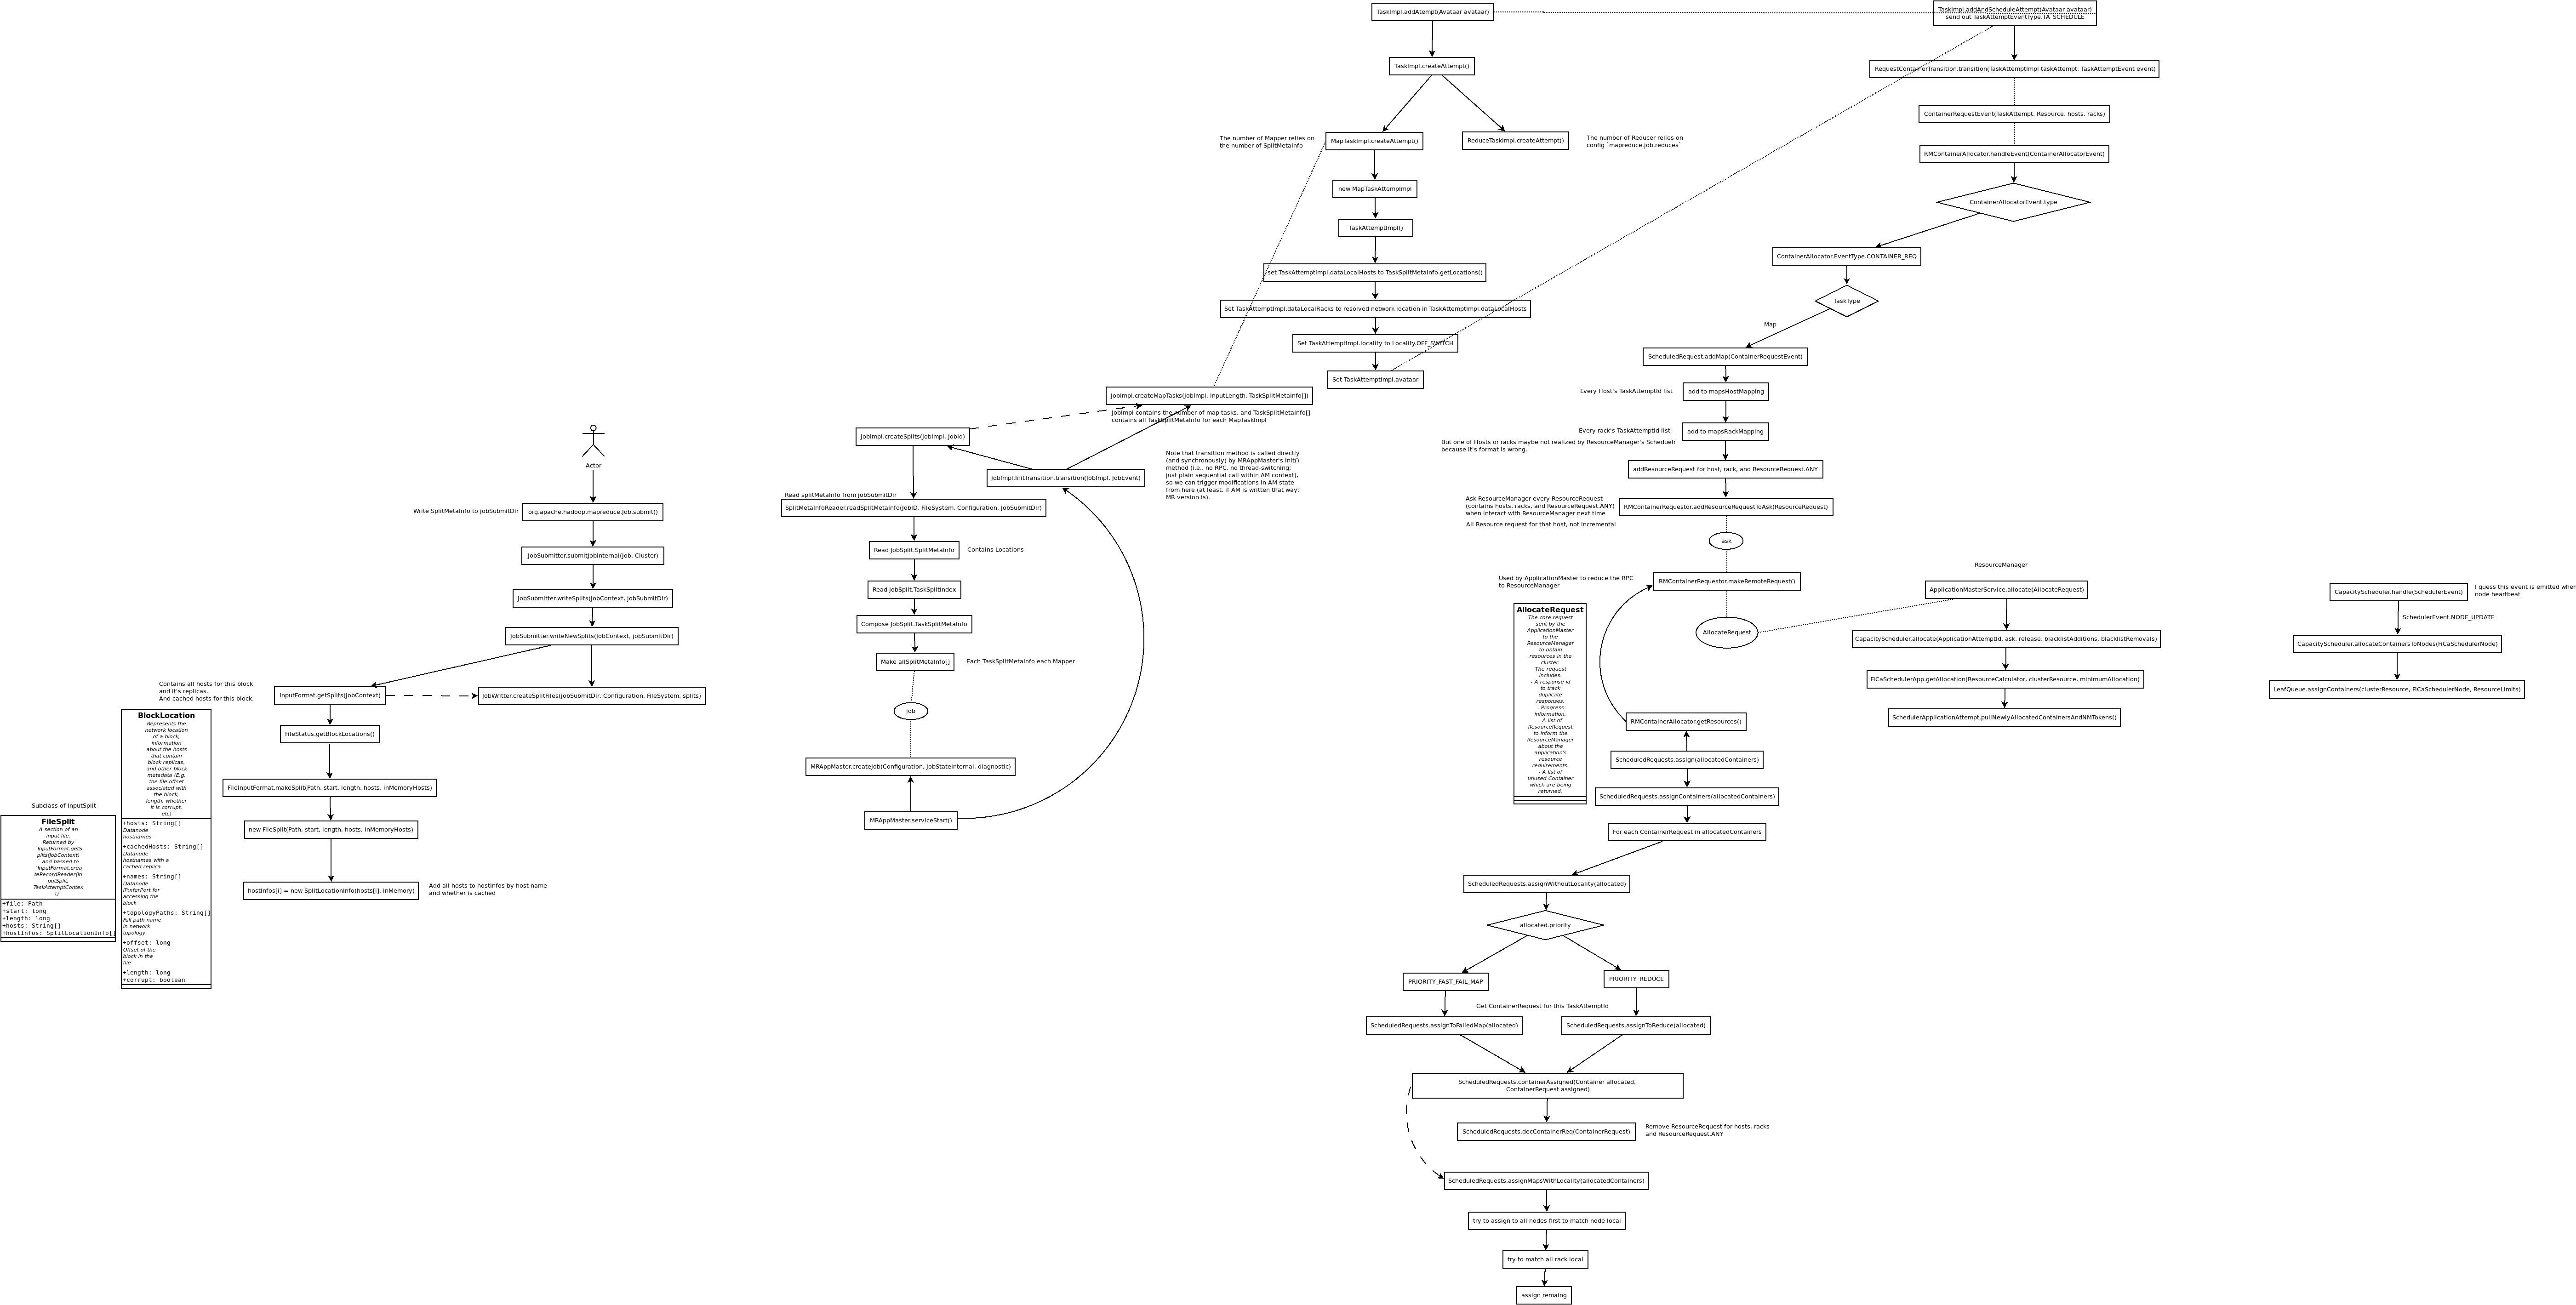 TaskImpl.addAtempt(Avataar avataar)
TaskImpl.createAttempt()
The number of Mapper relies on
the number of SplitMetaInfo
MapTaskImpl.createAttempt()
ReduceTaskImpl.createAttempt()
The number of Reducer relies on
config `mapreduce.job.reduces`
new MapTaskAttempImpl
TaskAttemptImpl()
set TaskAttemptImpl.dataLocalHosts to TaskSplitMetaInfo.getLocations()
Set TaskAttemptImpl.dataLocalRacks to resolved network location in TaskAttemptImpl.dataLocalHosts
Set TaskAttemptImpl.locality to Locality.OFF_SWITCH
Set TaskAttemptImpl.avataar
TaskImpl.addAndScheduleAttempt(Avataar avataar)
send out TaskAttemptEventType.TA_SCHEDULE
RequestContainerTransition.transition(TaskAttemptImpl taskAttempt, TaskAttemptEvent event)
ContainerRequestEvent(TaskAttempt, Resource, hosts, racks)
RMContainerAllocator.handleEvent(ContainerAllocatorEvent)
ContainerAllocatorEvent.type
ContainerAllocator.EventType.CONTAINER_REQ
TaskType
Map
ScheduledRequest.addMap(ContainerRequestEvent)
Every Host's TaskAttemptId list
add to mapsHostMapping
Every rack's TaskAttemptId list
add to mapsRackMapping
But one of Hosts or racks maybe not realized by ResourceManager's Scheduelr
because it's format is wrong.
addResourceRequest for host, rack, and ResourceRequest.ANY
Ask ResourceManager every ResourceRequest
(contains hosts, racks, and ResourceRequest.ANY)
when interact with ResourceManager next time
RMContainerRequestor.addResourceRequestToAsk(ResourceRequest)
All Resource request for that host, not incremental
ask
Used by ApplicationMaster to reduce the RPC
to ResourceManager
RMContainerRequestor.makeRemoteRequest()
AllocateRequest
AllocateRequest
The core request
sent by the
ApplicationMaster
to the
ResourceManager
to obtain
resources in the
cluster.
The request
includes:
- A response id
to track
duplicate
responses.
- Progress
information.
- A list of
ResourceRequest
to inform the
ResourceManager
about the
application's
resource
requirements.
- A list of
unused Container
which are being
returned.
RMContainerAllocator.getResources()
ScheduledRequests.assign(allocatedContainers)
ScheduledRequests.assignContainers(allocatedContainers)
For each ContainerRequest in allocatedContainers
ScheduledRequests.assignWithoutLocality(allocated)
allocated.priority
PRIORITY_FAST_FAIL_MAP
PRIORITY_REDUCE
Get ContainerRequest for this TaskAttemptId
ScheduledRequests.assignToFailedMap(allocated)
ScheduledRequests.assignToReduce(allocated)
ScheduledRequests.containerAssigned(Container allocated,
ContainerRequest assigned)
ScheduledRequests.decContainerReq(ContainerRequest)
Remove ResourceRequest for hosts, racks
and ResourceRequest.ANY
ScheduledRequests.assignMapsWithLocality(allocatedContainers)
try to assign to all nodes first to match node local
try to match all rack local
assign remaing
ResourceManager
ApplicationMasterService.allocate(AllocateRequest)
CapacityScheduler.allocate(ApplicationAttemptId, ask, release, blacklistAdditions, blacklistRemovals)
FiCaSchedulerApp.getAllocation(ResourceCalculator, clusterResource, minimumAllocation)
SchedulerApplicationAttempt.pullNewlyAllocatedContainersAndNMTokens()
CapacityScheduler.handle(SchedulerEvent)
I guess this event is emitted when
node heartbeat
SchedulerEvent.NODE_UPDATE
CapacityScheduler.allocateContainersToNodes(FiCaSchedulerNode)
LeafQueue.assignContainers(clusterResource, FiCaSchedulerNode, ResourceLimits)
JobImpl.createMapTasks(JobImpl, inputLength, TaskSplitMetaInfo[])
JobImpl contains the number of map tasks, and TaskSplitMetaInfo[]
contains all TaskSplitMetaInfo for each MapTaskImpl
JobImpl.createSplits(JobImpl, JobId)
JobImpl.InitTransition.transition(JobImpl, JobEvent)
Note that transition method is called directly
(and synchronously) by MRAppMaster's init()
method (i.e., no RPC, no thread-switching;
just plain sequential call within AM context),
so we can trigger modifications in AM state
from here (at least, if AM is written that way;
MR version is).
Read splitMetaInfo from jobSubmitDir
SplitMetaInfoReader.readSplitMetaInfo(JobID, FileSystem, Configuration, JobSubmitDir)
Read JobSplit.SplitMetaInfo
Contains Locations
Read JobSplit.TaskSplitIndex
Compose JobSplit.TaskSplitMetaInfo
Make allSplitMetaInfo[]
Each TaskSplitMetaInfo each Mapper
job
MRAppMaster.createJob(Configuration, JobStateInternal, diagnostic)
MRAppMaster.serviceStart()
Actor
Write SplitMetaInfo to jobSubmitDir
org.apache.hadoop.mapreduce.Job.submit()
JobSubmitter.submitJobInternal(Job, Cluster)
JobSubmitter.writeSplits(JobContext, jobSubmitDir)
JobSubmitter.writeNewSplits(JobContext, jobSubmitDir)
Contains all hosts for this block
and it's replicas.
And cached hosts for this block.
InputFormat.getSplits(JobContext)
JobWritter.createSplitFiles(jobSubmitDir, Configuration, FileSystem, splits)
FileStatus.getBlockLocations()
FileInputFormat.makeSplit(Path, start, length, hosts, inMemoryHosts)
new FileSplit(Path, start, length, hosts, inMemoryHosts)
hostInfos[i] = new SplitLocationInfo(hosts[i], inMemory)
Add all hosts to hostInfos by host name
and whether is cached
BlockLocation
Represents the
network location
of a block,
information
about the hosts
that contain
block replicas,
and other block
metadata (E.g.
the file offset
associated with
the block,
length, whether
it is corrupt,
etc)
+hosts: String[]
Datanode
hostnames
+cachedHosts: String[]
Datanode
hostnames with a
cached replica
+names: String[]
Datanode
IP:xferPort for
accessing the
block
+topologyPaths: String[]
Full path name
in network
topology
+offset: long
Offset of the
block in the
file
+length: long
+corrupt: boolean
Subclass of InputSplit
FileSplit
A section of an
input file.
Returned by
`InputFormat.getS
plits(JobContext)
` and passed to
`InputFormat.crea
teRecordReader(In
putSplit,
TaskAttemptContex
t)`
+file: Path
+start: long
+length: long
+hosts: String[]
+hostInfos: SplitLocationInfo[]